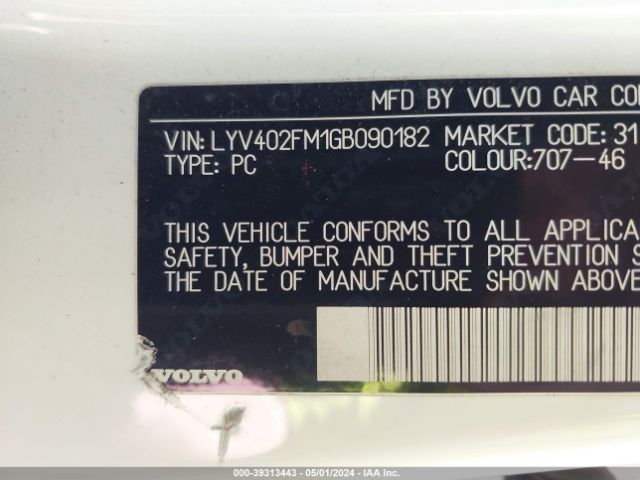 MFD BY VOLVO CAR CO
VIN: LYV402FM1GB090182 MARKET CODE: 31
TYPE: PC COLOUR:707-46
THIS VEHICLE CONFORMS TO ALL APPLICA
SAFETY, BUMPER AND THEFT PREVENTION S
THE DATE OF MANUFACTURE SHOWN ABOVE
VOLVO
000-39313443 - 05/01/2024 - IAA Inc.